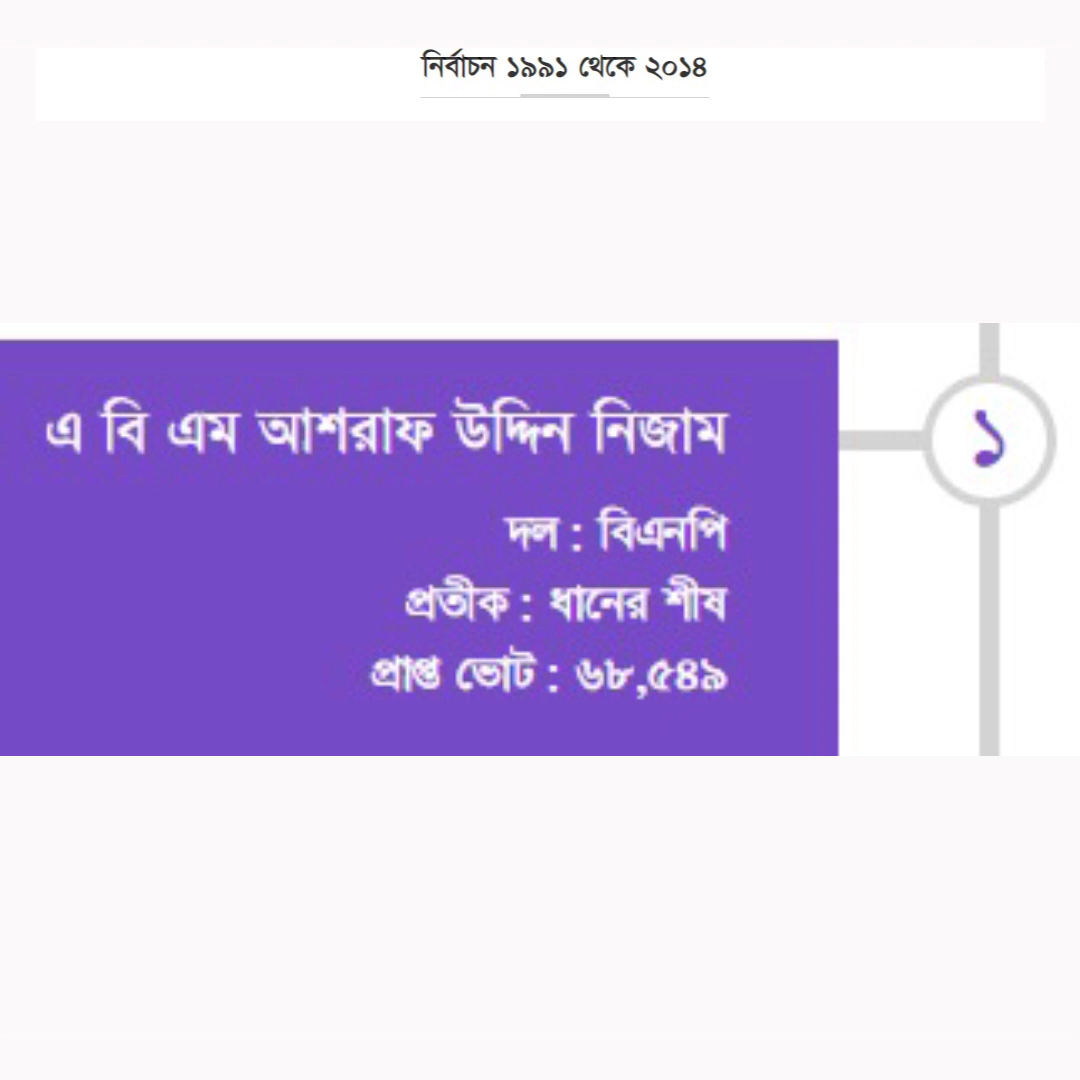 নির্বাচন ১৯৯১ থেকে ২০১৪
এ বি এম আশরাফ উদ্দিন নিজাম
১
দল : বিএনপি
প্রতীক : ধানের শীষ
প্রাপ্ত ভোট : ৬৮,৫৪৯